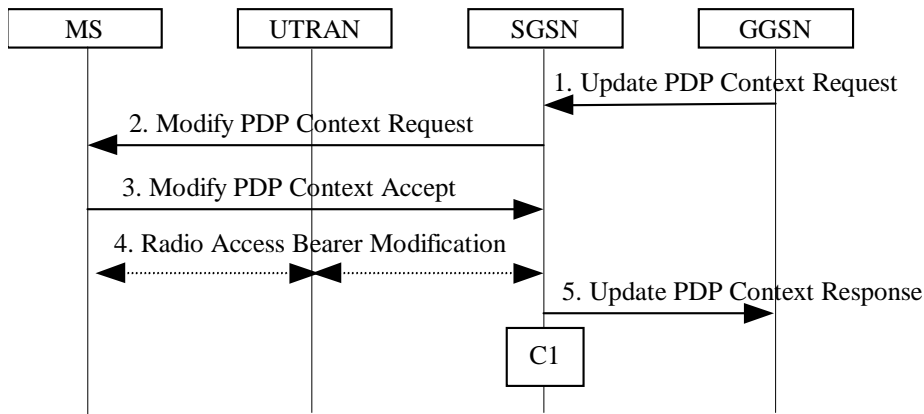 MS
UTRAN
SGSN
GGSN
1. Update PDP Context Request
2. Modify PDP Context Request
3. Modify PDP Context Accept
4. Radio Access Bearer Modification
5. Update PDP Context Response
C1